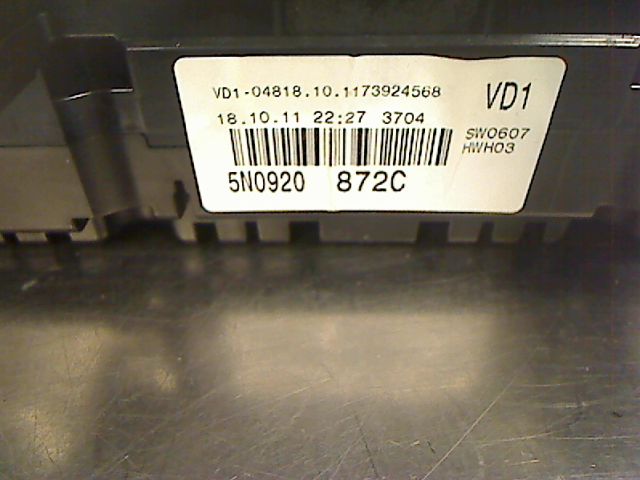 VD1-04818.10.1173924568
VD1
18.10.11 22:27 3704
SW0607
HWH03
5N0920 872C